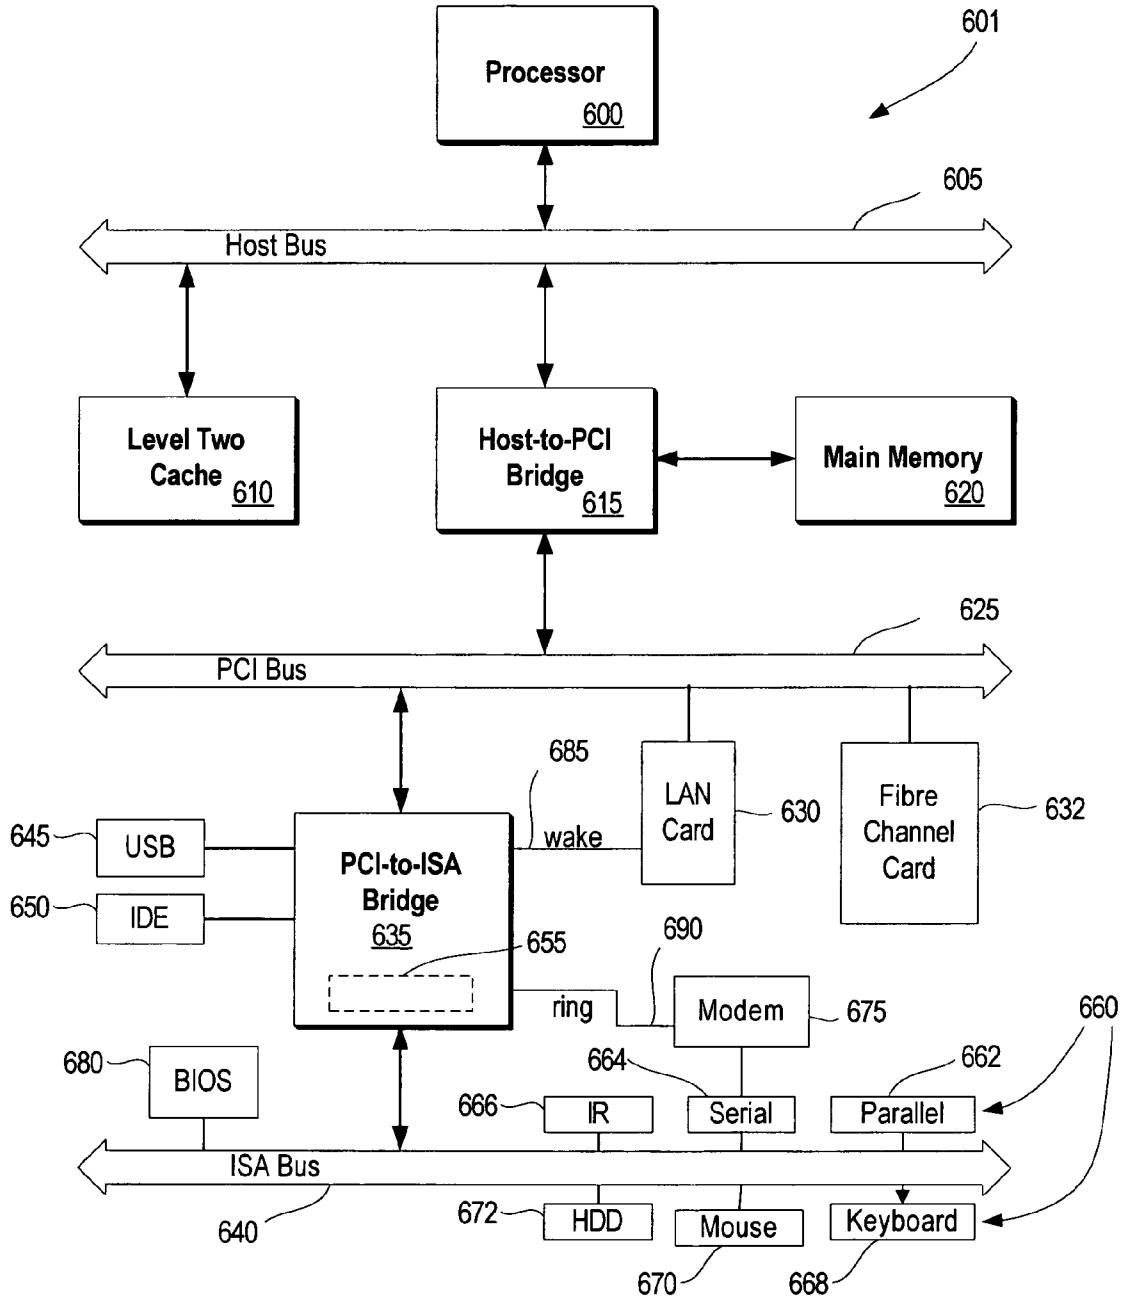 601
Processor
600
605
Host Bus
Level Two
Cache
610
Host-to-PCI
Bridge
615
Main Memory
620
625
PCI Bus
685
LAN
Card
630
Fibre
Channel
Card
632
645
USB
wake
PCI-to-ISA
Bridge
635
650
IDE
655
690
ring
Modem
675
660
680
BIOS
664
662
666
IR
Serial
Parallel
ISA Bus
640
672
HDD
Mouse
Keyboard
670
668